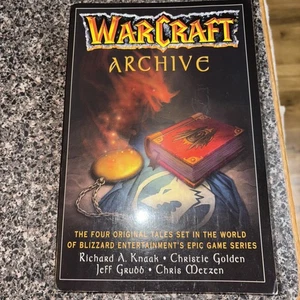 WARCRAFT
ARCHIVE
THE FOUR ORIGINAL TALES SET IN THE WORLD
OF BLIZZARD ENTERTAINMENT'S EPIC GAME SERIES
Richard A. Knaak • Christie Golden
Jeff Grubb • Chris Metzen